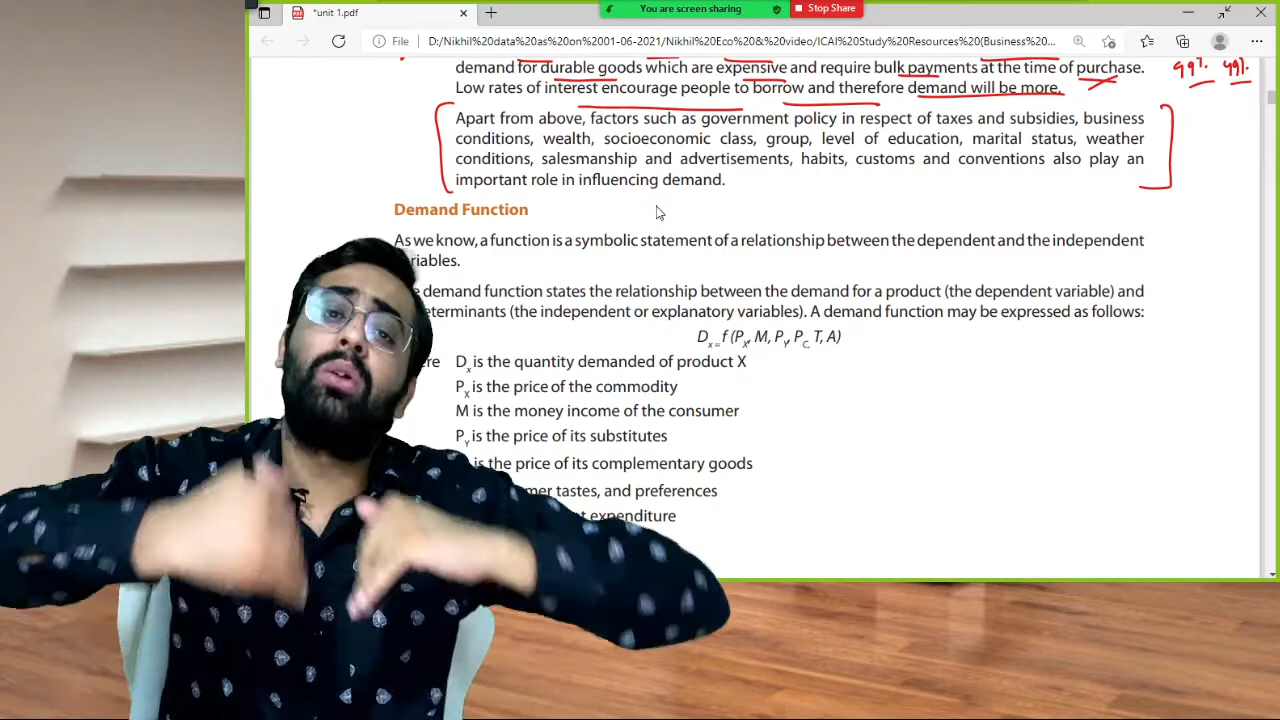 You are screen sharing
Stop Share
*unit 1.pdf
File
D:/Nikhil%20data%20as%20on%2001-06-2021/Nikhil%20Eco%20&%20video/ICAI%20Study%20Resources%20(Business%20...
demand for durable goods which are expensive and require bulk payments at the time of purchase.
99% 99%
Low rates of interest encourage people to borrow and therefore demand will be more.
Apart from above, factors such as government policy in respect of taxes and subsidies, business
conditions, wealth, socioeconomic class, group, level of education, marital status, weather
conditions, salesmanship and advertisements, habits, customs and conventions also play an
important role in influencing demand.
Demand Function
As we know, a function is a symbolic statement of a relationship between the dependent and the independent
demand function states the relationship between the demand for a product (the dependent variable) and
(the independent or explanatory variables). A demand function may be expressed as follows:
Dx = f (PX, M, PY, PC, T, A)
Dx is the quantity demanded of product X
PX is the price of the commodity
M is the money income of the consumer
PY is the price of its substitutes
is the price of its complementary goods
tastes, and preferences
expenditure